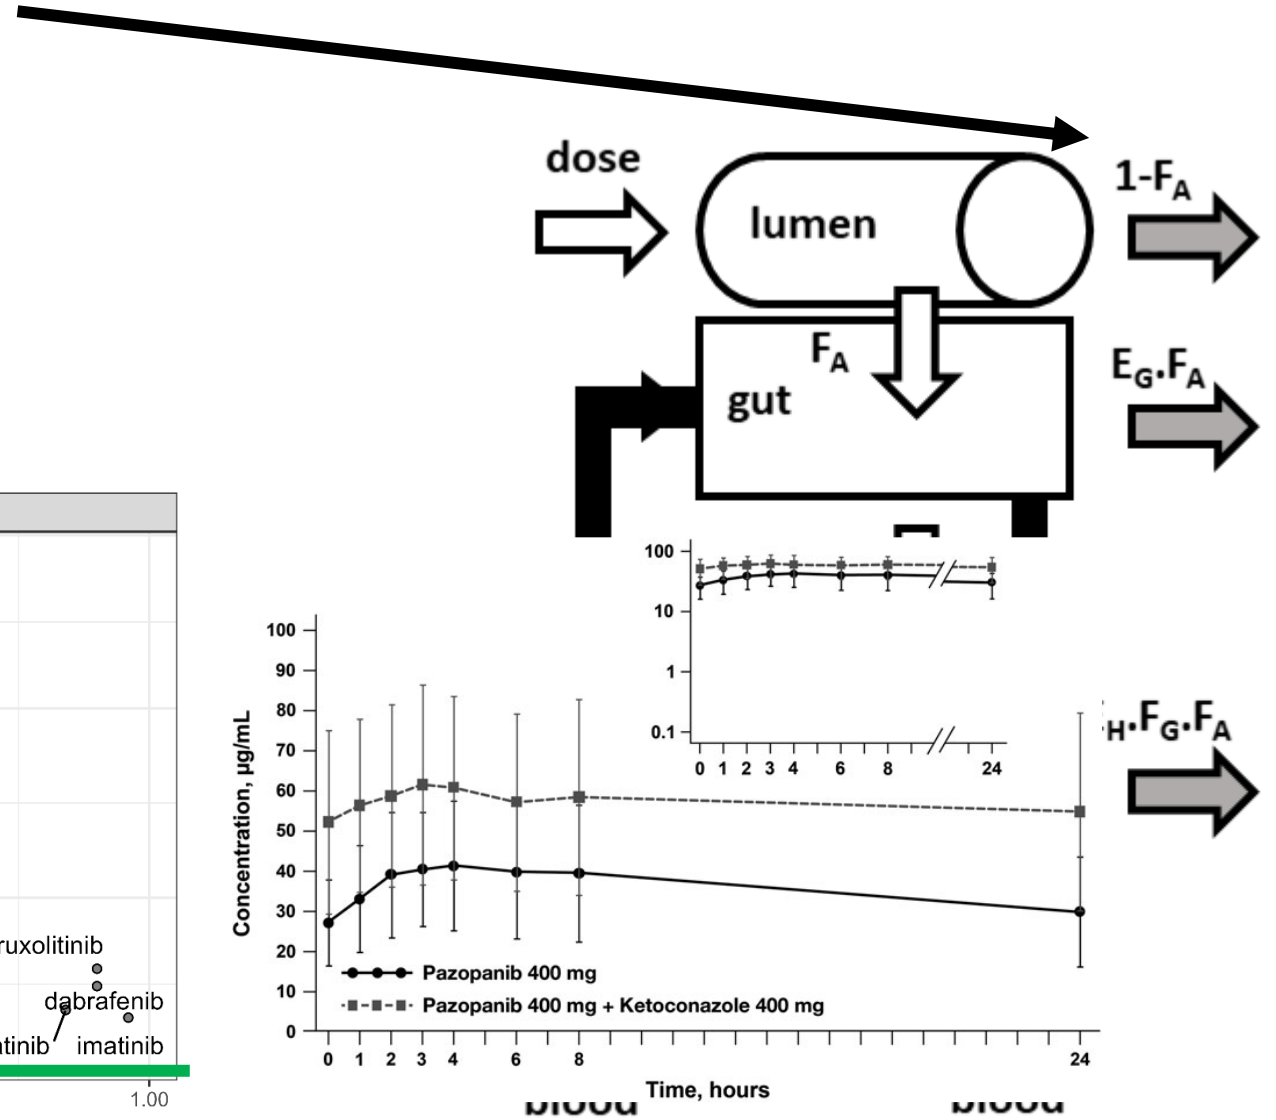 dose
lumen
1-FA
FA
gut
EG.FA
100
10
1
0.1
0 1 2 3 4 6 8 24
H.FG.FA
100
90
80
70
60
50
40
30
20
10
0
Concentration, µg/mL
Pazopanib 400 mg
Pazopanib 400 mg + Ketoconazole 400 mg
0 1 2 3 4 6 8 24
Time, hours
ruxolitinib
dabrafenib
atinib imatinib
1.00
blood blood